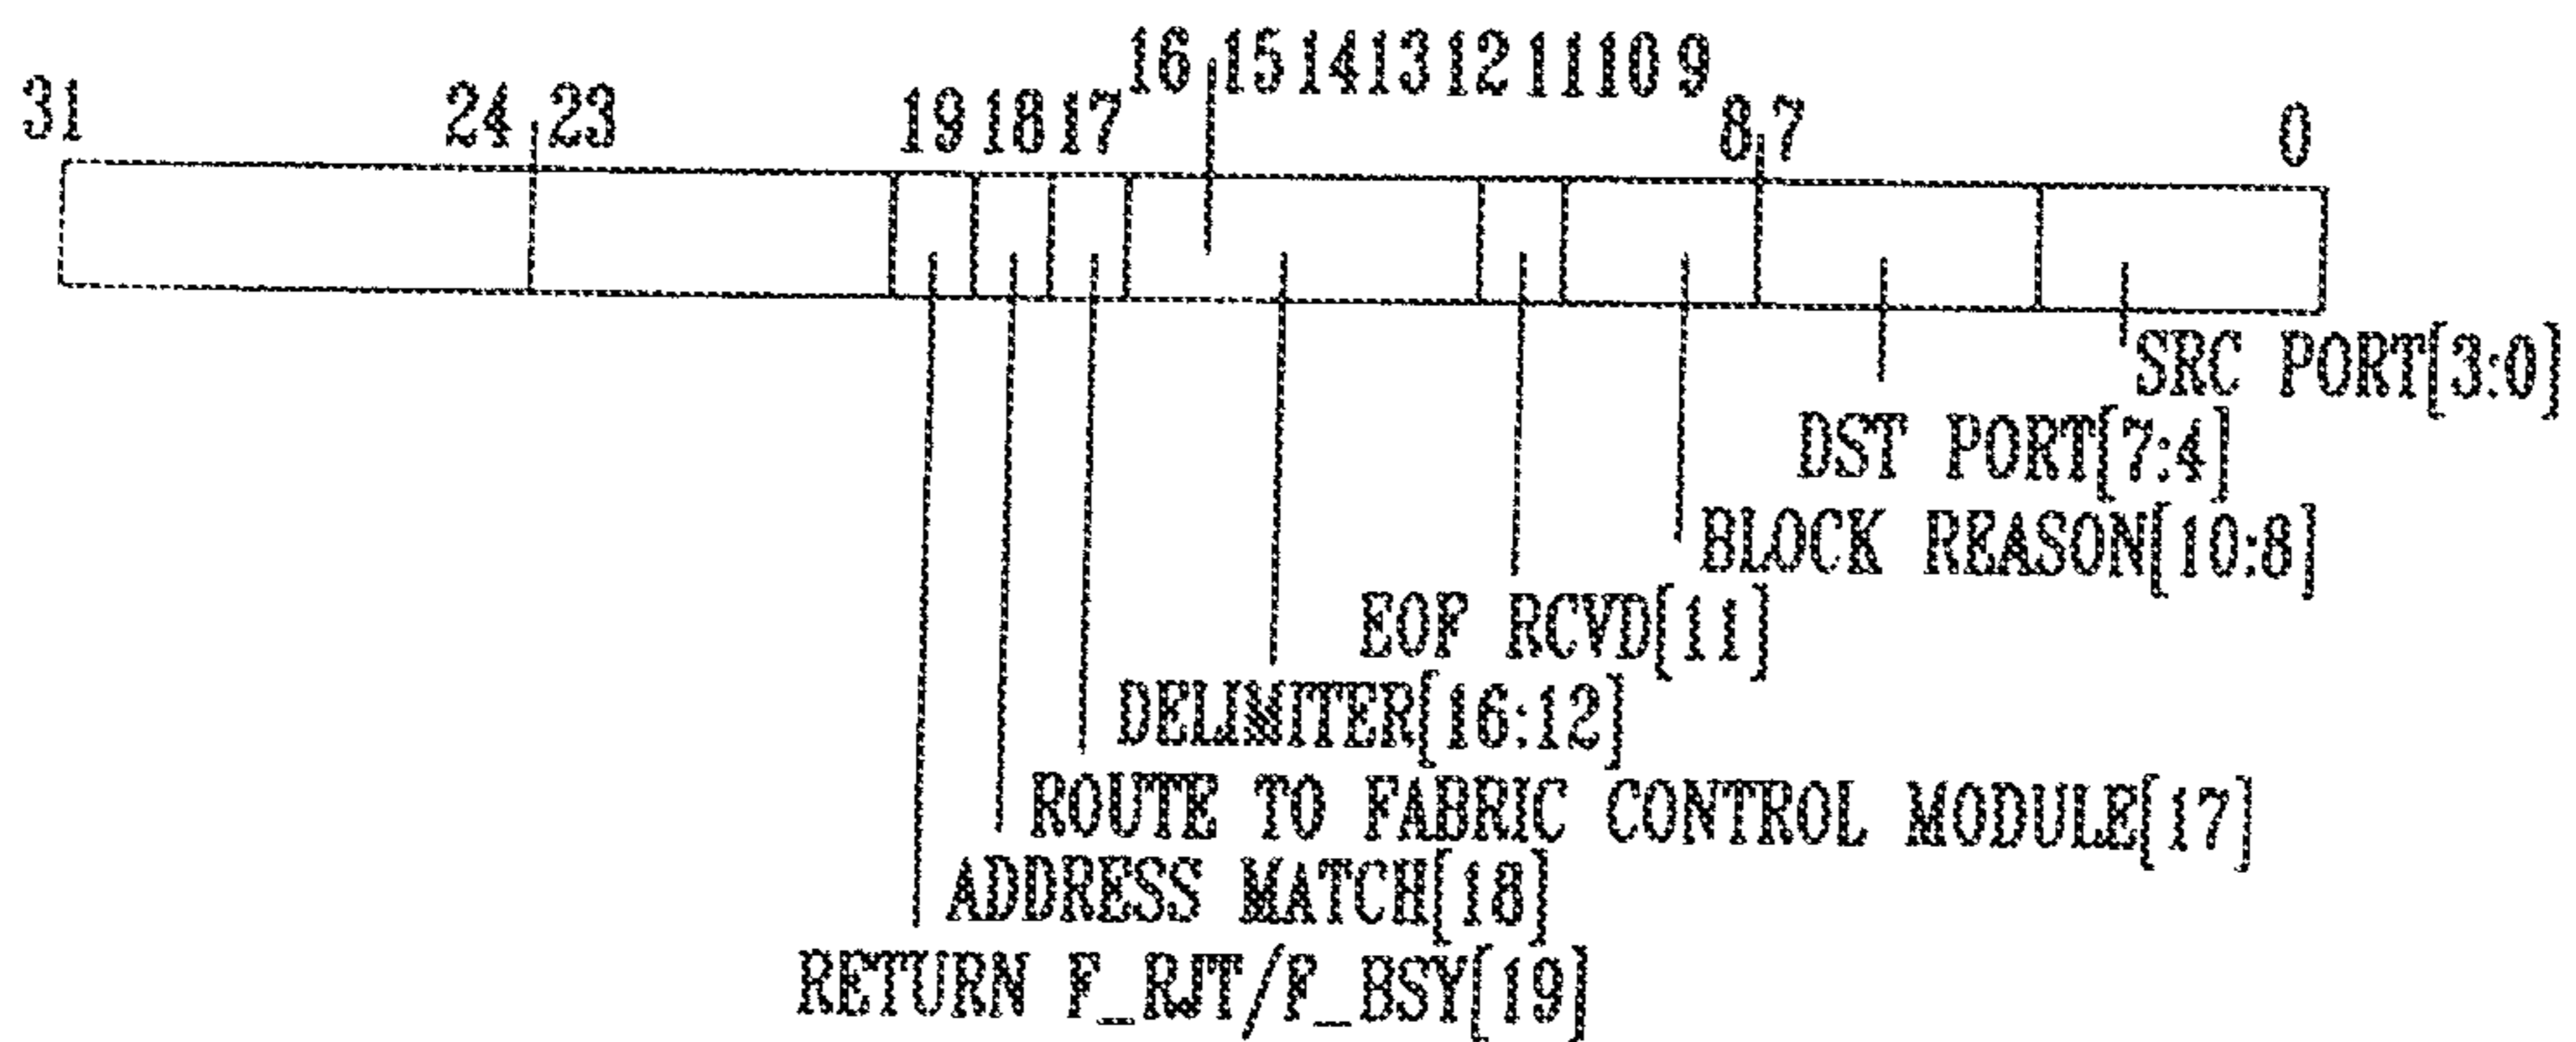 31 24 23 19 18 17 16 15 14 13 12 11 10 9 8 7 0
SRC PORT[3:0]
DST PORT[7:4]
BLOCK REASON[10:8]
EOF RCVD[11]
DELIMITER[16:12]
ROUTE TO FABRIC CONTROL MODULE[17]
ADDRESS MATCH[18]
RETURN F_RJT/F_BSY[19]